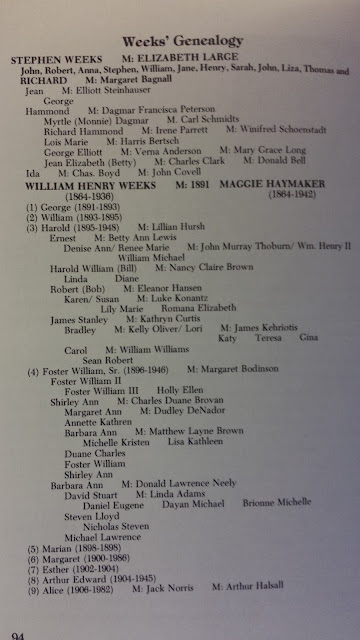 Weeks' Genealogy
STEPHEN WEEKS M: ELIZABETH LARGE
John, Robert, Anna, Stephen, William, Jane, Henry, Sarah, John, Liza, Thomas and
RICHARD M: Margaret Bagnall
Jean M: Elliott Steinhauser
George
Hammond M: Dagmar Francisca Peterson
Myrtle (Monnie) Dagmar M: Carl Schmidts
Richard Hammond M: Irene Parrett M: Winifred Schoenstadt
Lois Marie M: Harris Bertsch
George Elliott M: Verna Anderson M: Mary Grace Long
Jean Elizabeth (Betty) M: Charles Clark M: Donald Bell
Ida M: Chas. Boyd M: John Covell
WILLIAM HENRY WEEKS M: 1891 MAGGIE HAYMAKER
(1864-1936) (1864-1942)
(1) George (1891-1893)
(2) William (1893-1895)
(3) Harold (1895-1948) M: Lillian Hursh
Ernest M: Betty Ann Lewis
Denise Ann/ Renee Marie M: John Murray Thoburn/ Wm. Henry II
William Michael
Harold William (Bill) M: Nancy Claire Brown
Linda Diane
Robert (Bob) M: Eleanor Hansen
Karen/ Susan M: Luke Konantz
Lily Marie Romana Elizabeth
James Stanley M: Kathryn Curtis
Bradley M: Kelly Oliver/ Lori M: James Kehriotis
Katy Teresa Gina
Carol M: William Williams
Sean Robert
(4) Foster William, Sr. (1896-1946) M: Margaret Bodinson
Foster William II
Foster William III Holly Ellen
Shirley Ann M: Charles Duane Brovan
Margaret Ann M: Dudley DeNador
Annette Kathren
Barbara Ann M: Matthew Layne Brown
Michelle Kristen Lisa Kathleen
Duane Charles
Foster William
Shirley Ann
Barbara Ann M: Donald Lawrence Neely
David Stuart M: Linda Adams
Daniel Eugene Dayan Michael Brionne Michelle
Steven Lloyd
Nicholas Steven
Michael Lawrence
(5) Marian (1898-1898)
(6) Margaret (1900-1986)
(7) Esther (1902-1904)
(8) Arthur Edward (1904-1945)
(9) Alice (1906-1982) M: Jack Norris M: Arthur Halsall
94